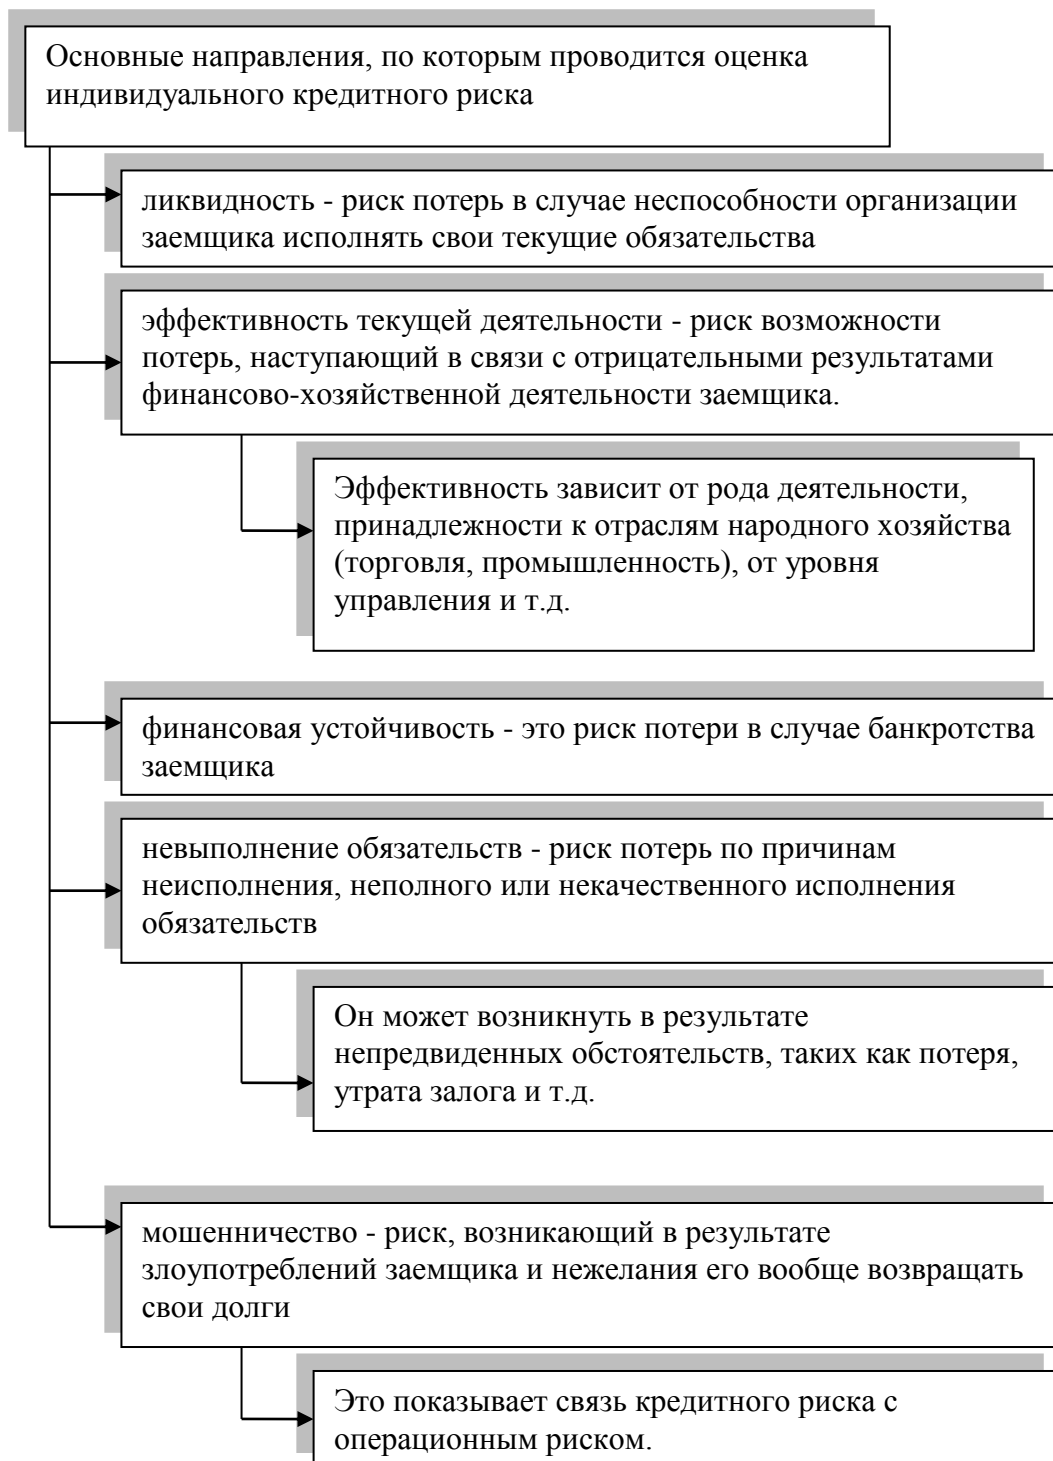 Основные направления, по которым проводится оценка
индивидуального кредитного риска
ликвидность - риск потерь в случае неспособности организации
заемщика исполнять свои текущие обязательства
эффективность текущей деятельности - риск возможности
потерь, наступающий в связи с отрицательными результатами
финансово-хозяйственной деятельности заемщика.
Эффективность зависит от рода деятельности,
принадлежности к отраслям народного хозяйства
(торговля, промышленность), от уровня
управления и т.д.
финансовая устойчивость - это риск потери в случае банкротства
заемщика
невыполнение обязательств - риск потерь по причинам
неисполнения, неполного или некачественного исполнения
обязательств
Он может возникнуть в результате
непредвиденных обстоятельств, таких как потеря,
утрата залога и т.д.
мошенничество - риск, возникающий в результате
злоупотреблений заемщика и нежелания его вообще возвращать
свои долги
Это показывает связь кредитного риска с
операционным риском.